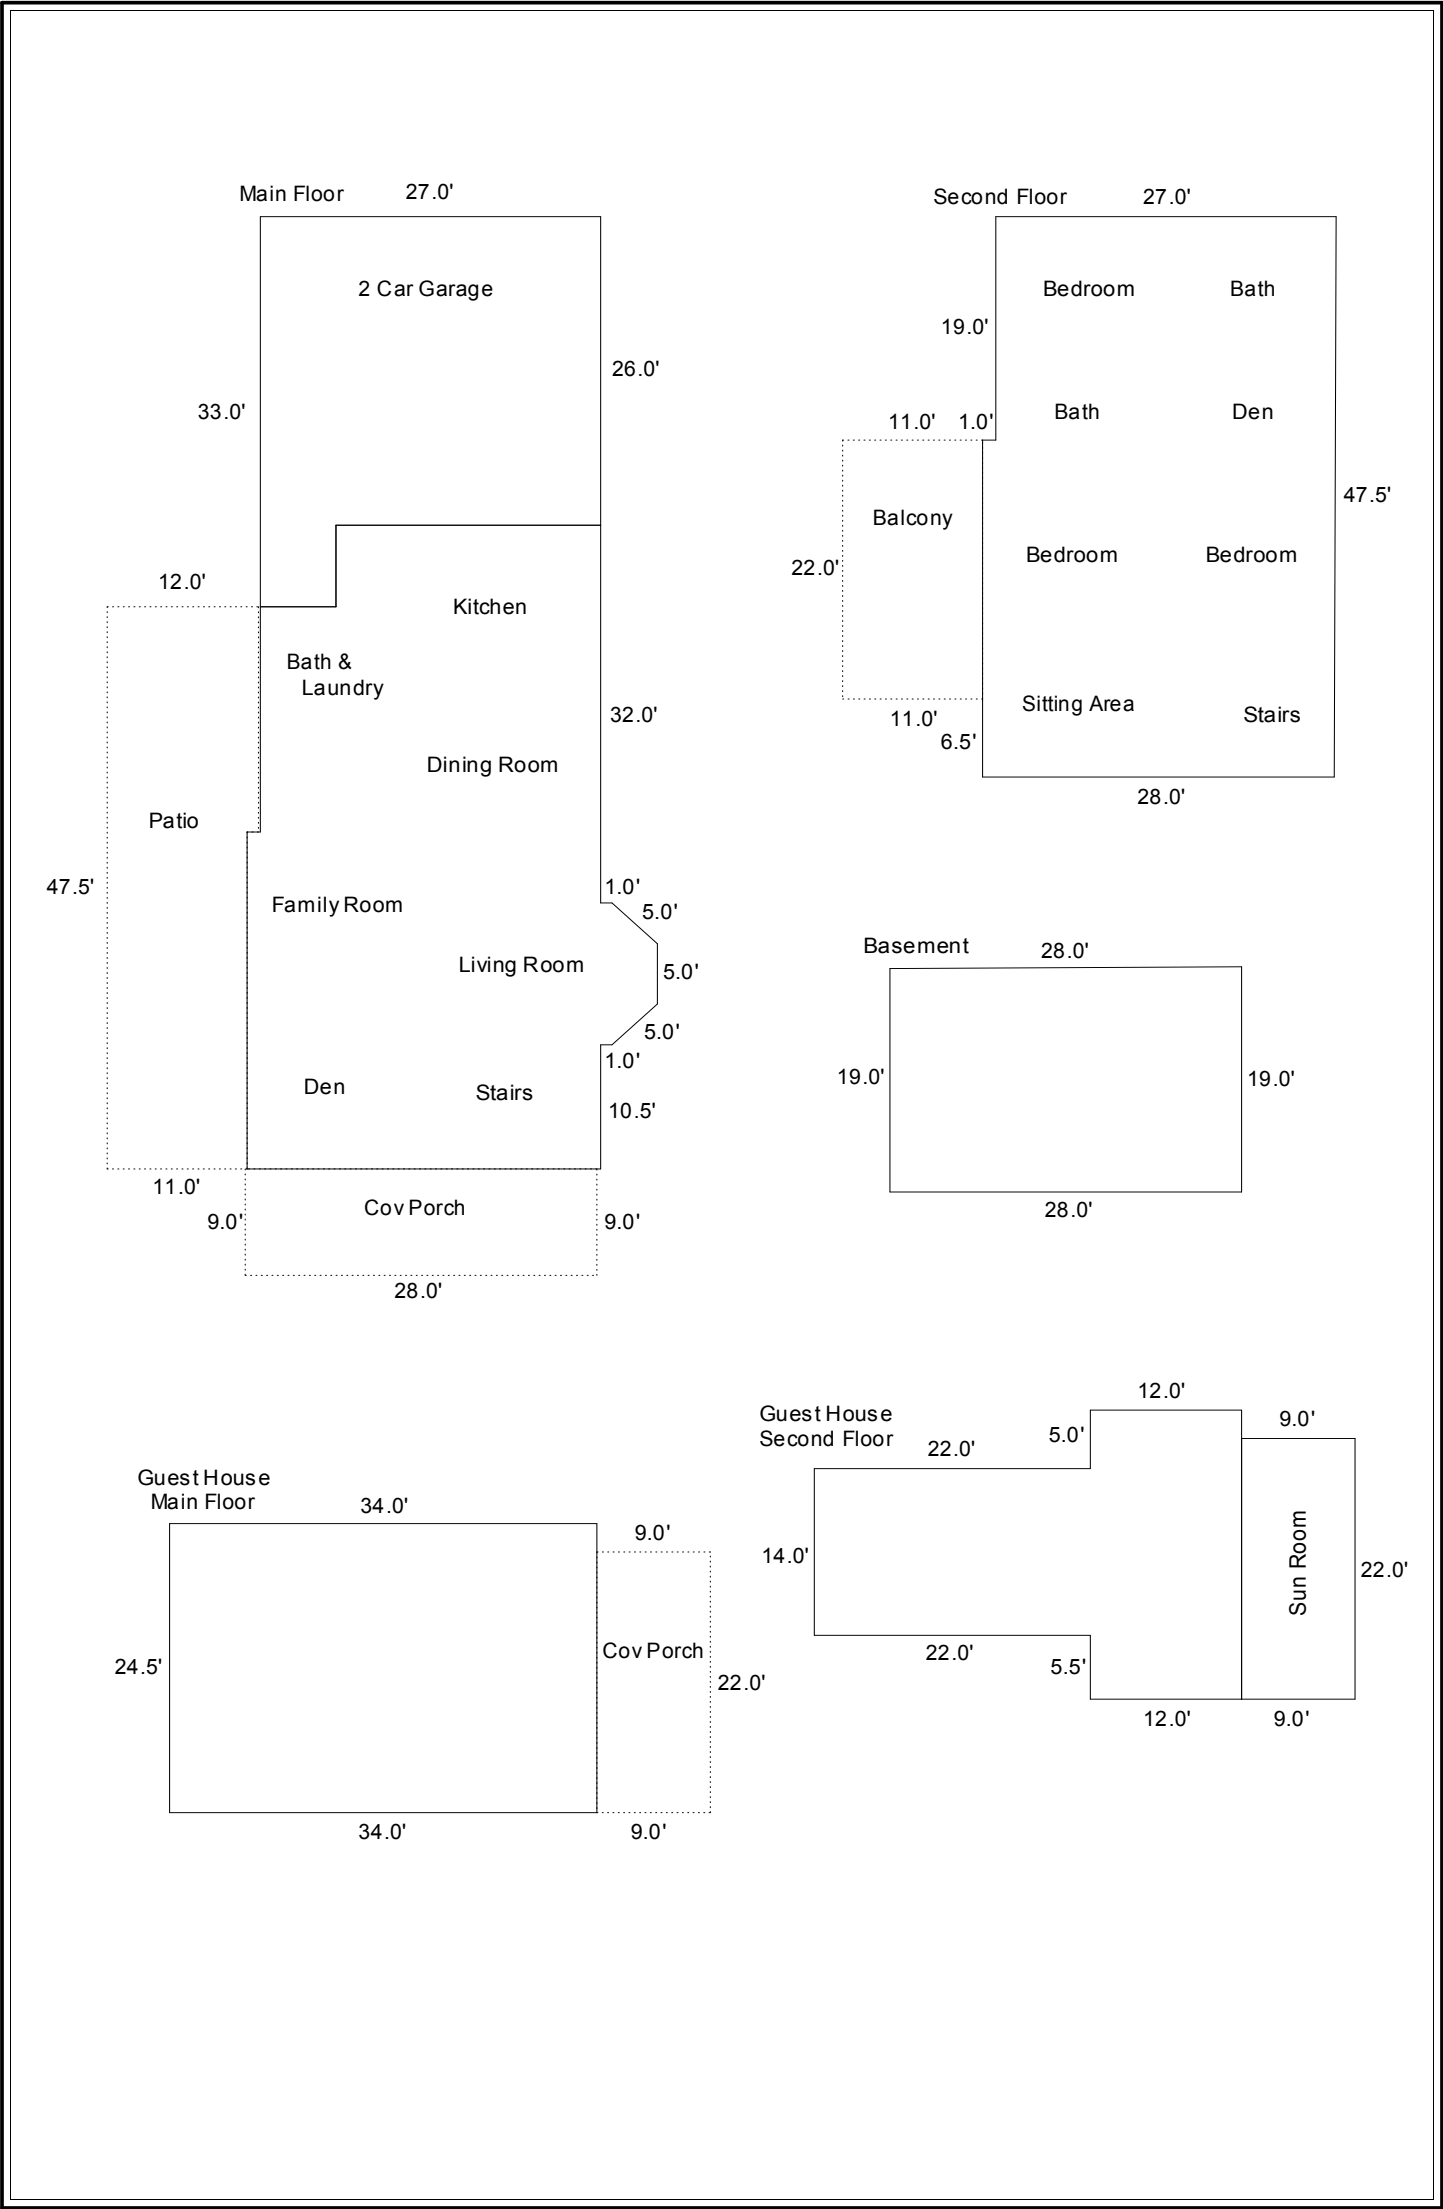 Main Floor
27.0'
2 Car Garage
33.0'
26.0'
12.0'
Kitchen
Bath &
Laundry
32.0'
Dining Room
Patio
47.5'
Family Room
1.0'
5.0'
Living Room
5.0'
5.0'
1.0'
Den
Stairs
10.5'
11.0'
9.0'
Cov Porch
9.0'
28.0'
Second Floor
27.0'
Bedroom
Bath
19.0'
Bath
Den
11.0'
1.0'
47.5'
Balcony
22.0'
Bedroom
Bedroom
Sitting Area
Stairs
11.0'
6.5'
28.0'
Basement
28.0'
19.0'
19.0'
28.0'
Guest House
Main Floor
34.0'
9.0'
24.5'
Cov Porch
22.0'
34.0'
9.0'
Guest House
Second Floor
12.0'
9.0'
22.0'
5.0'
14.0'
Sun Room
22.0'
22.0'
5.5'
12.0'
9.0'